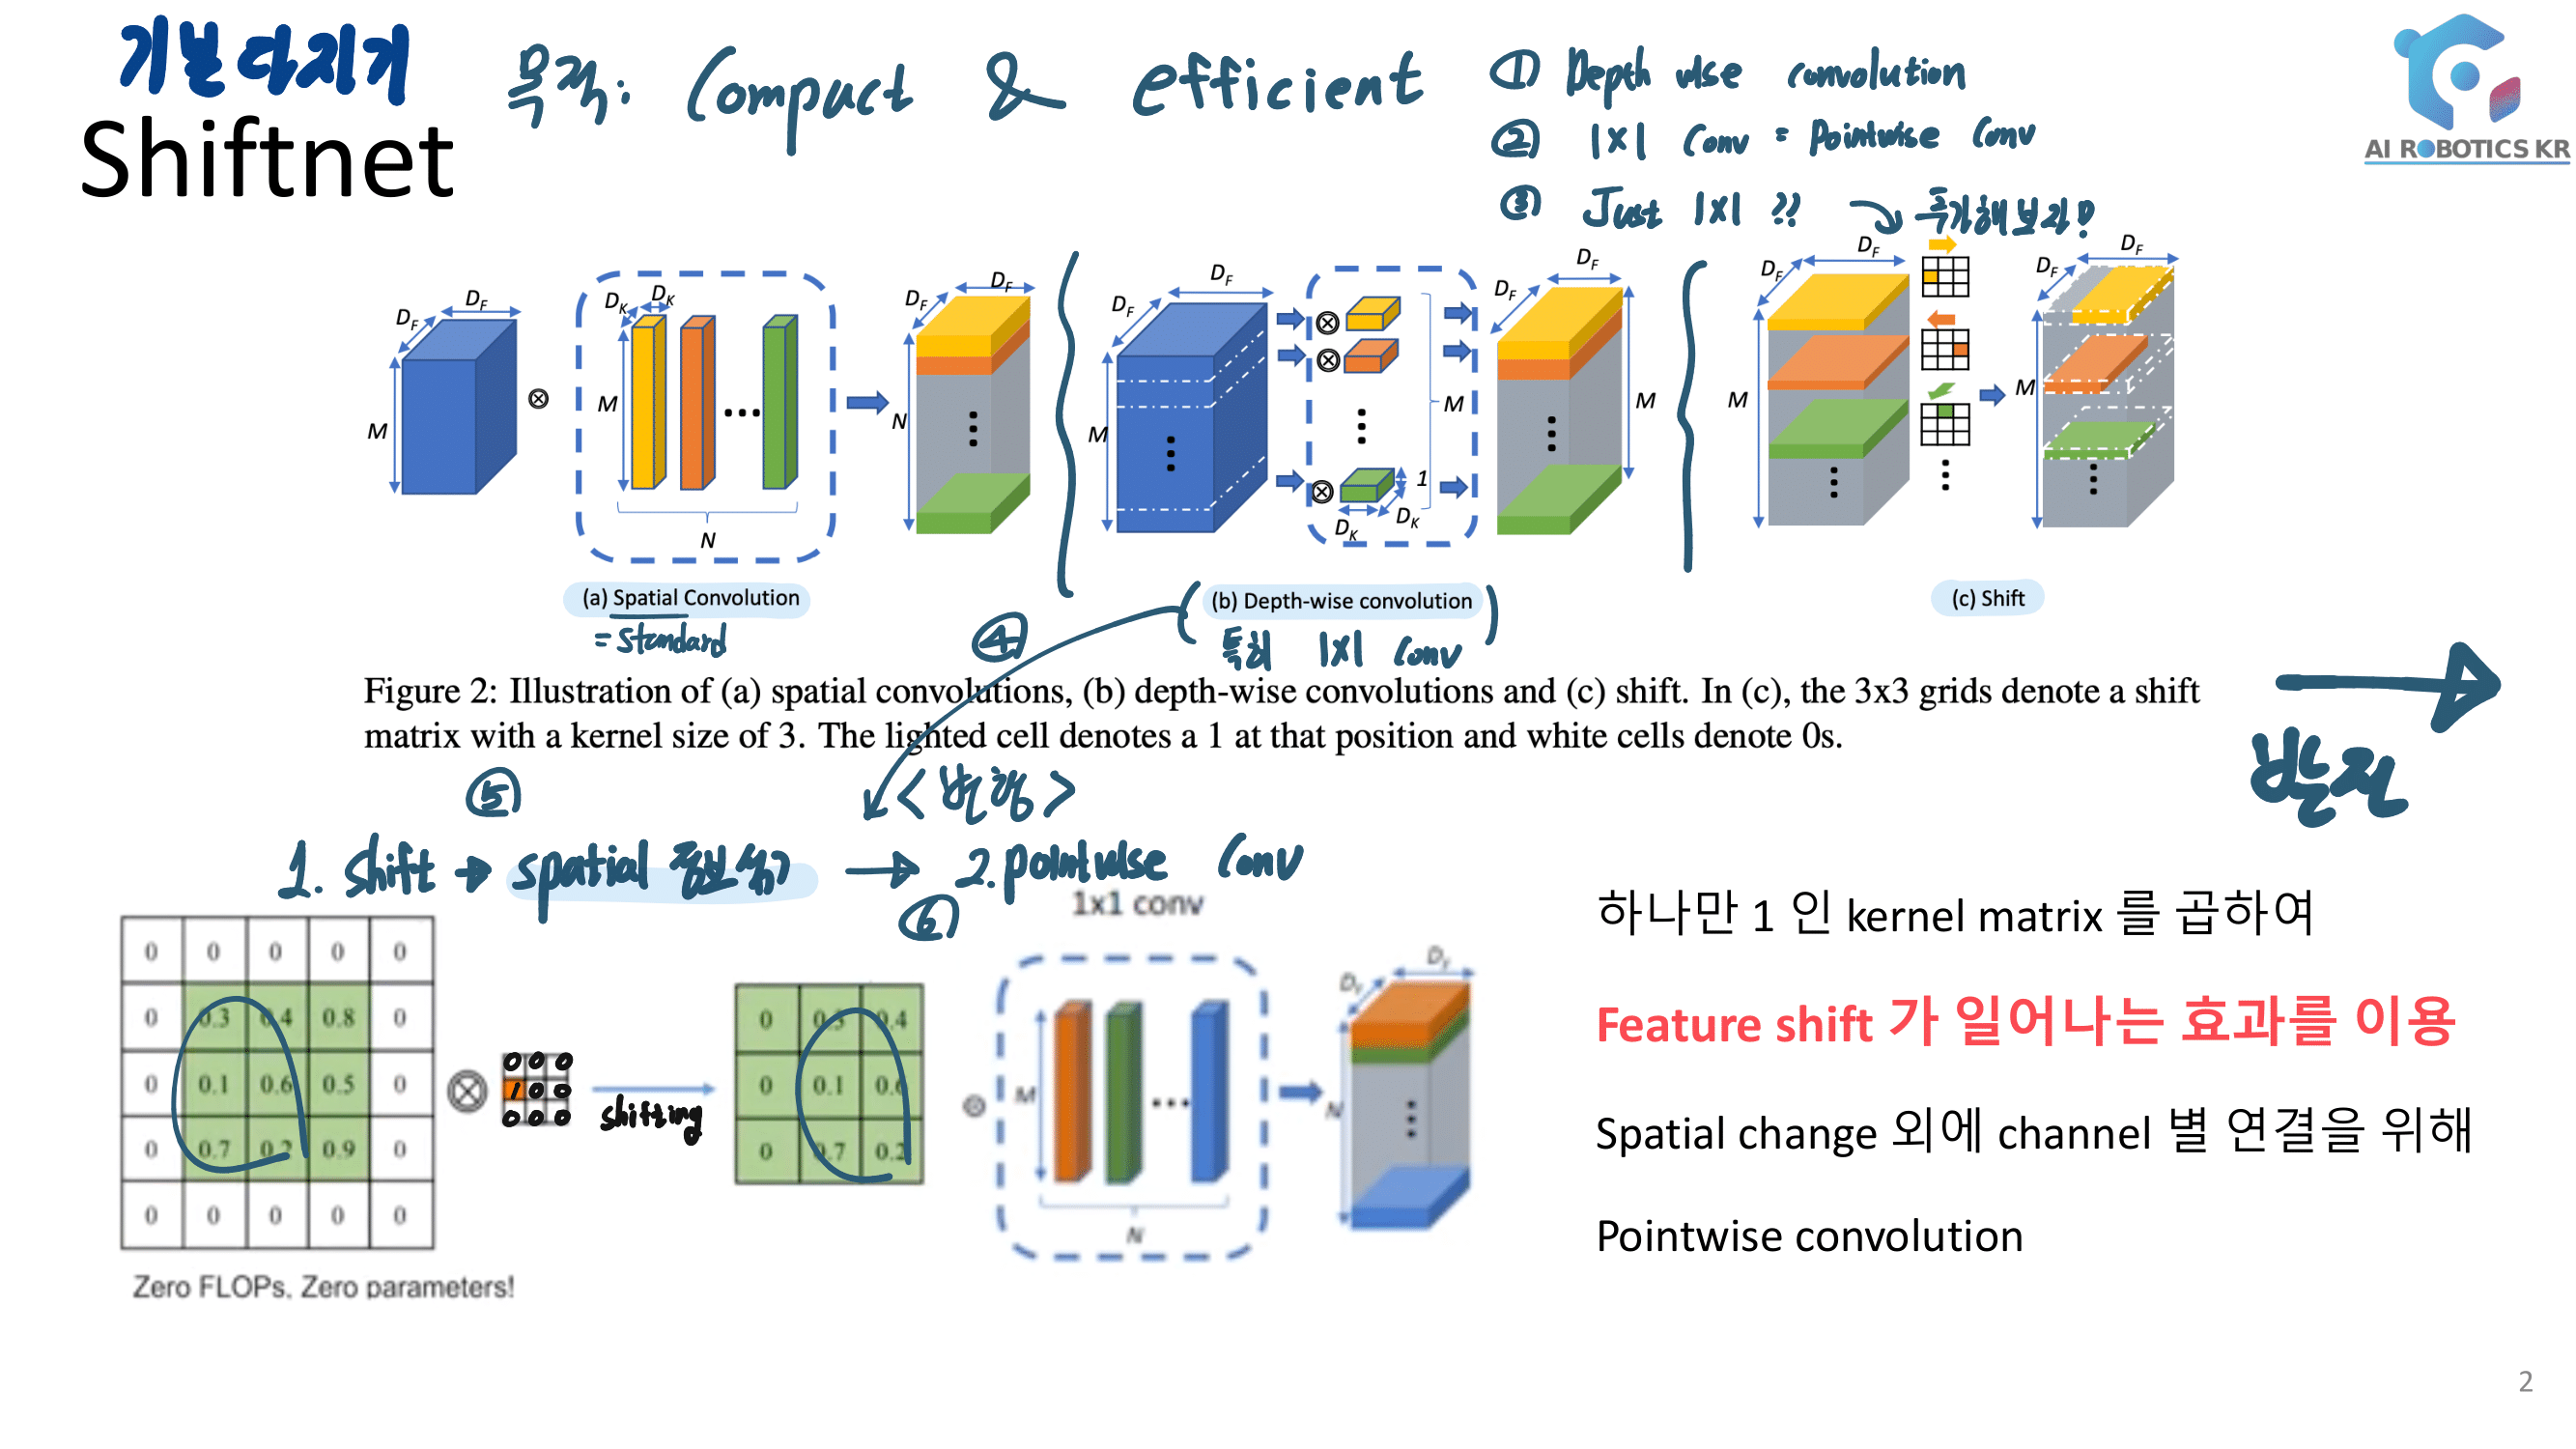 기본다지기
Shiftnet
목적: Compact & efficient
① Depth wise convolution
② 1x1 Conv = Pointwise Conv
③ Just 1x1 ??
AI ROBOTICS KR
D_F
D_F
M
⊗
D_K
D_K
M
...
N
D_F
D_F
N
(a) Spatial Convolution
= standard
D_F
D_F
M
⊗
⊗
⊗
M
1
D_K
D_K
D_F
D_F
M
(b) Depth-wise convolution
특히 1x1 Conv
D_F
D_F
M
D_F
D_F
M
(c) Shift
④
Figure 2: Illustration of (a) spatial convolutions, (b) depth-wise convolutions and (c) shift. In (c), the 3x3 grids denote a shift
matrix with a kernel size of 3. The lighted cell denotes a 1 at that position and white cells denote 0s.
발전
⑤
<변형>
1. shift → spatial 정보 → 2. pointwise Conv
⑥
1x1 conv
0 0 0 0 0
0 0.3 0.4 0.8 0
0 0.1 0.6 0.5 0
0 0.7 0.2 0.9 0
0 0 0 0 0
⊗
0 0 0
1 0 0
0 0 0
shifting
0 0.3 0.4
0 0.1 0.6
0 0.7 0.2
M
...
N
D_F
D_F
N
Zero FLOPs, Zero parameters!
하나만 1 인 kernel matrix 를 곱하여
Feature shift 가 일어나는 효과를 이용
Spatial change 외에 channel 별 연결을 위해
Pointwise convolution
2